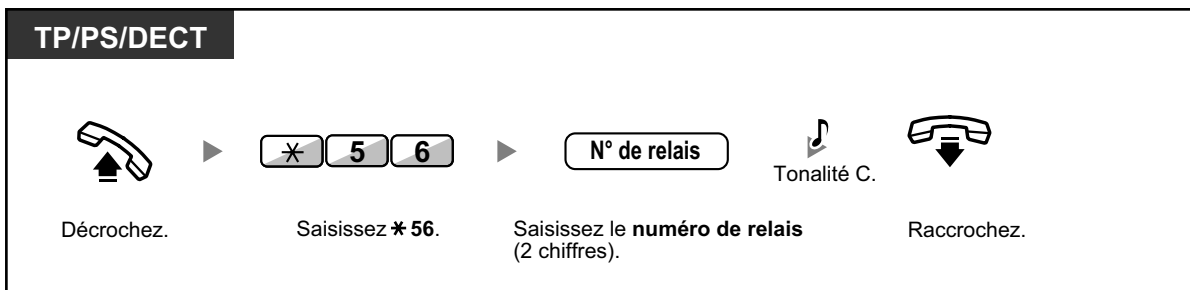 TP/PS/DECT
✳ 5 6
N° de relais
Tonalité C.
Décrochez.
Saisissez ✳ 56.
Saisissez le numéro de relais
(2 chiffres).
Raccrochez.